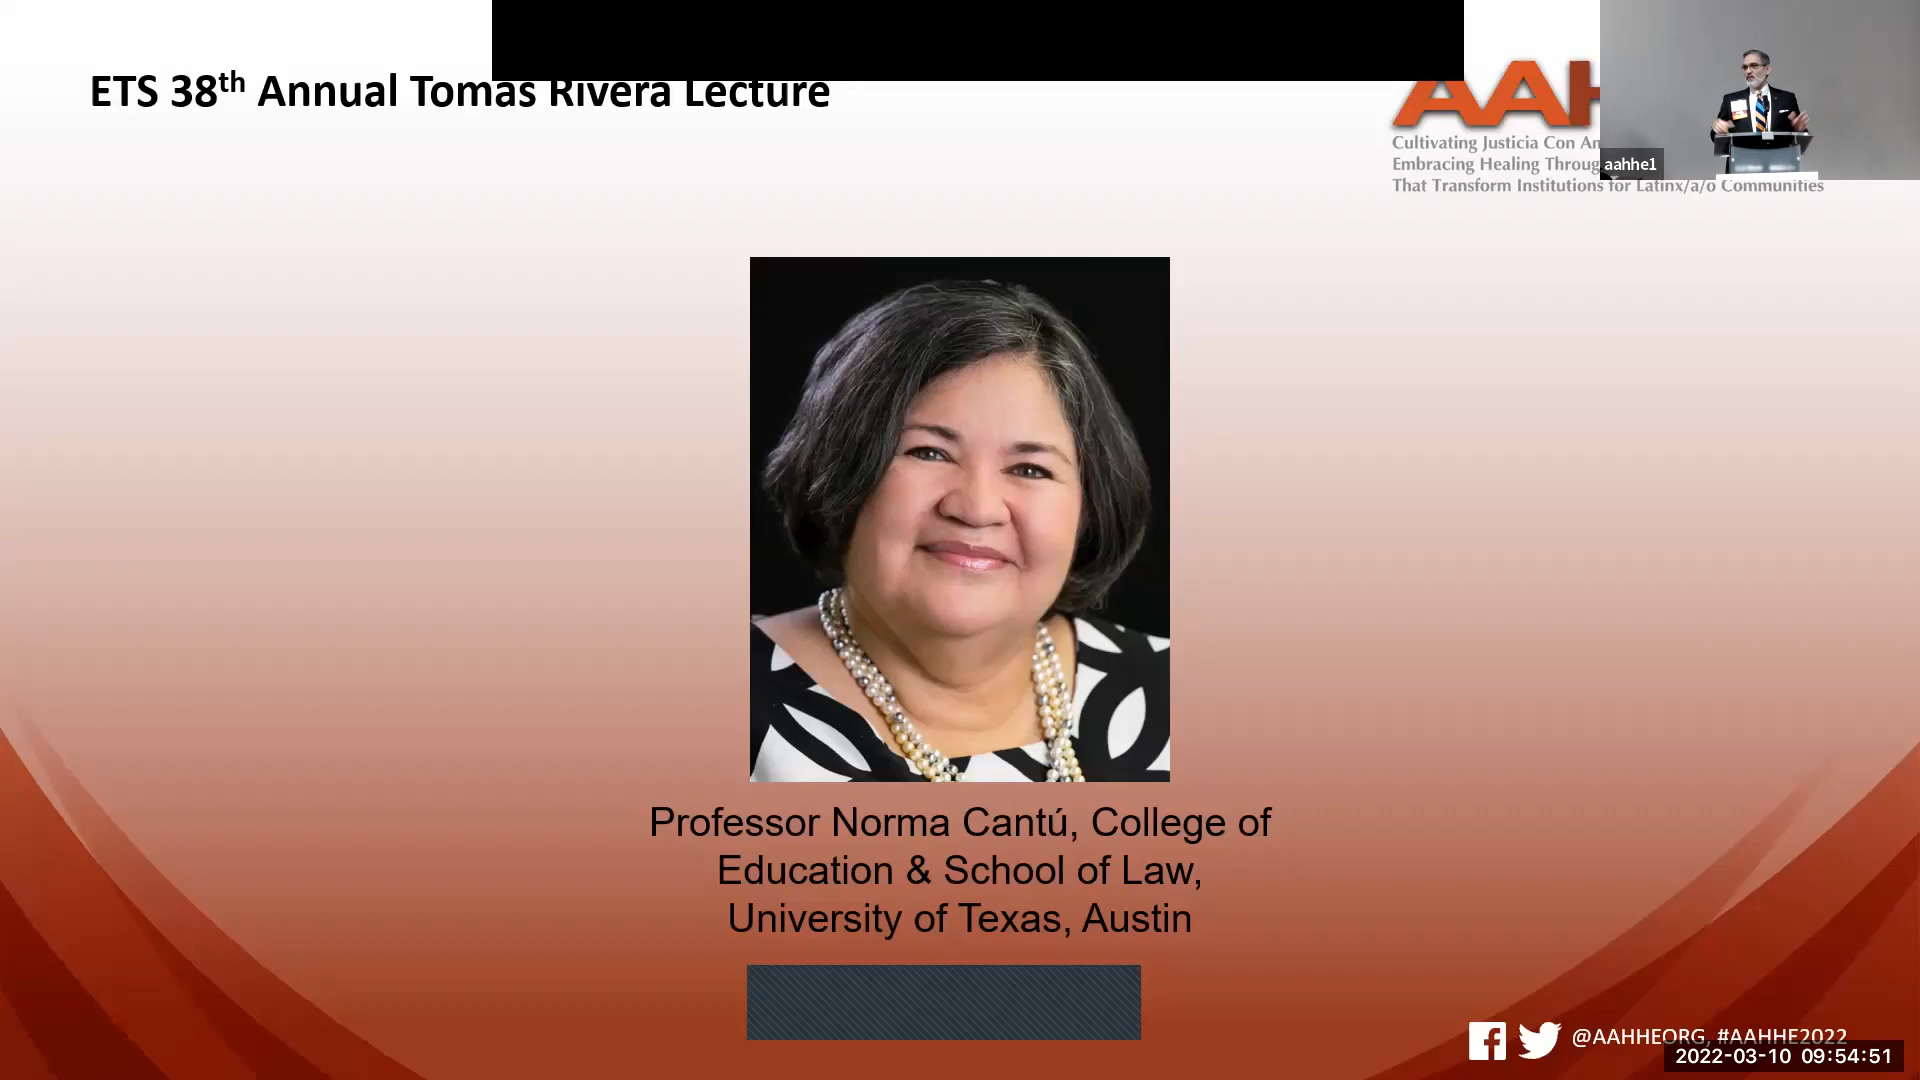 ETS 38th Annual Tomas Rivera Lecture
AAH
Cultivating Justicia Con
Embracing Healing
aahhe1
That Transform Institutions for Latinx/a/o Communities
Professor Norma Cantú, College of
Education & School of Law,
University of Texas, Austin
@AAHHEORG, #AAHHE2022
2022-03-10 09:54:51